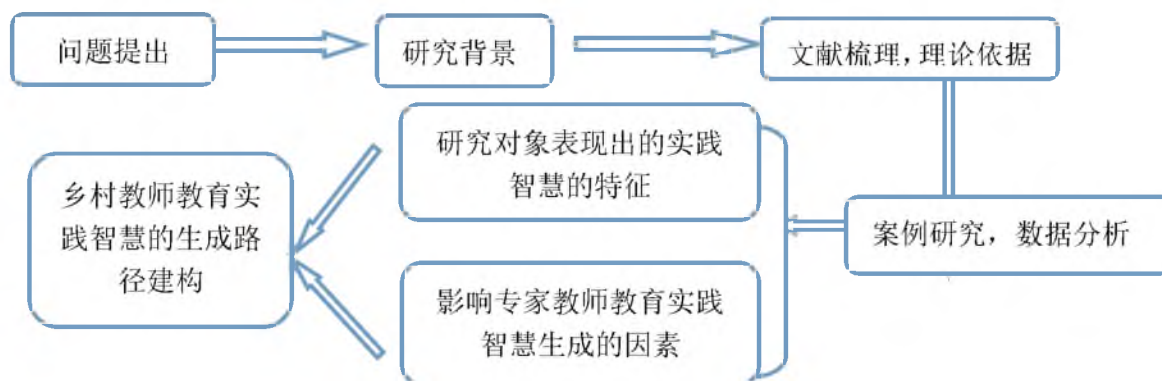 问题提出
研究背景
文献梳理，理论依据
研究对象表现出的实践
智慧的特征
乡村教师教育实
践智慧的生成路
径建构
案例研究，数据分析
影响专家教师教育实践
智慧生成的因素